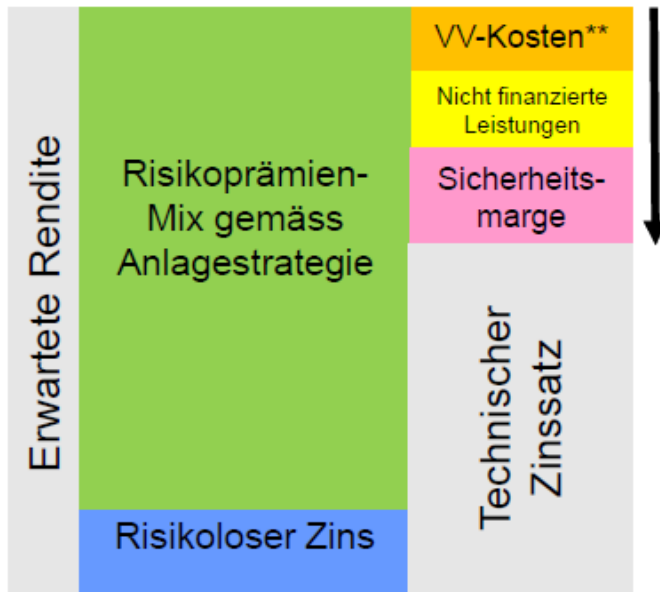 Erwartete Rendite
Risikoprämien-
Mix gemäss
Anlagestrategie
Risikoloser Zins
VV-Kosten**
Nicht finanzierte
Leistungen
Sicherheits-
marge
Technischer
Zinssatz